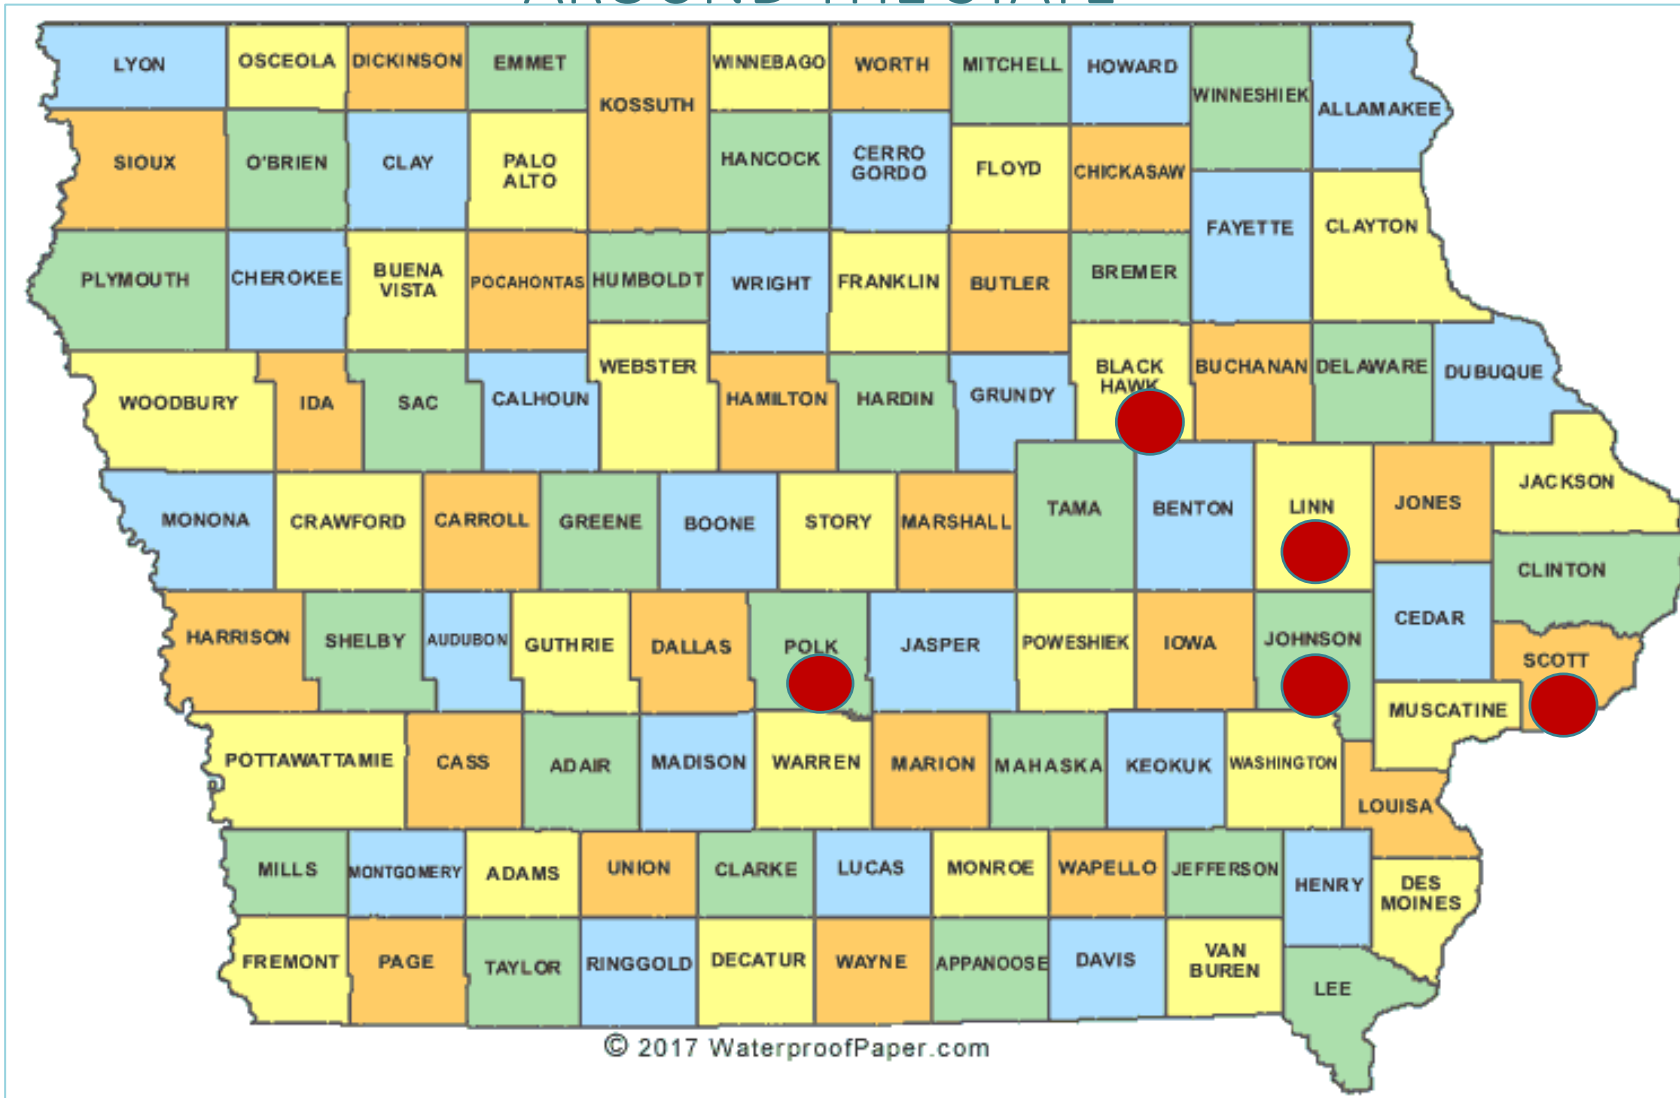 AROUND THE STATE
LYON
OSCEOLA
DICKINSON
EMMET
KOSSUTH
WINNEBAGO
WORTH
MITCHELL
HOWARD
WINNESHIEK
ALLAMAKEE
SIOUX
O'BRIEN
CLAY
PALO
ALTO
HANCOCK
CERRO
GORDO
FLOYD
CHICKASAW
FAYETTE
CLAYTON
PLYMOUTH
CHEROKEE
BUENA
VISTA
POCAHONTAS
HUMBOLDT
WRIGHT
FRANKLIN
BUTLER
BREMER
WOODBURY
IDA
SAC
CALHOUN
WEBSTER
HAMILTON
HARDIN
GRUNDY
BLACK
HAWK
BUCHANAN
DELAWARE
DUBUQUE
MONONA
CRAWFORD
CARROLL
GREENE
BOONE
STORY
MARSHALL
TAMA
BENTON
LINN
JONES
JACKSON
CLINTON
HARRISON
SHELBY
AUDUBON
GUTHRIE
DALLAS
POLK
JASPER
POWESHIEK
IOWA
JOHNSON
CEDAR
SCOTT
MUSCATINE
POTTAWATTAMIE
CASS
ADAIR
MADISON
WARREN
MARION
MAHASKA
KEOKUK
WASHINGTON
LOUISA
MILLS
MONTGOMERY
ADAMS
UNION
CLARKE
LUCAS
MONROE
WAPELLO
JEFFERSON
HENRY
DES
MOINES
FREMONT
PAGE
TAYLOR
RINGGOLD
DECATUR
WAYNE
APPANOOSE
DAVIS
VAN
BUREN
LEE
© 2017 WaterproofPaper.com